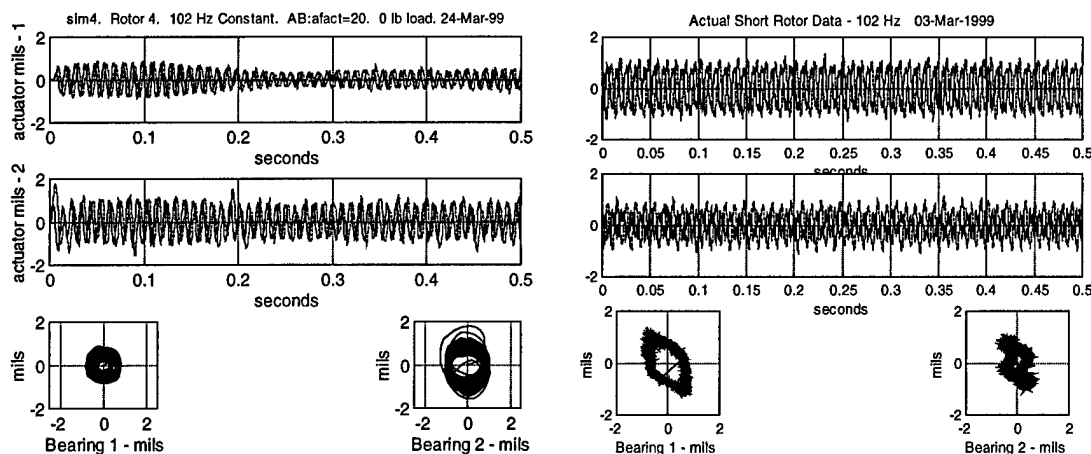 slm4. Rotor 4. 102 Hz Constant. AB:afact=20. 0 lb load. 24-Mar-99
actuator mils - 1
2
0
-2
0 0.1 0.2 0.3 0.4 0.5
seconds
actuator mils - 2
2
0
-2
0 0.1 0.2 0.3 0.4 0.5
seconds
mils
2
0
-2
-2 0 2
Bearing 1 - mils
2
0
-2
-2 0 2
Bearing 2 - mils
Actual Short Rotor Data - 102 Hz 03-Mar-1999
2
0
-2
0 0.05 0.1 0.15 0.2 0.25 0.3 0.35 0.4 0.45 0.5
seconds
2
0
-2
0 0.05 0.1 0.15 0.2 0.25 0.3 0.35 0.4 0.45 0.5
seconds
mils
2
0
-2
-2 0 2
Bearing 1 - mils
mils
2
0
-2
-2 0 2
Bearing 2 - mils